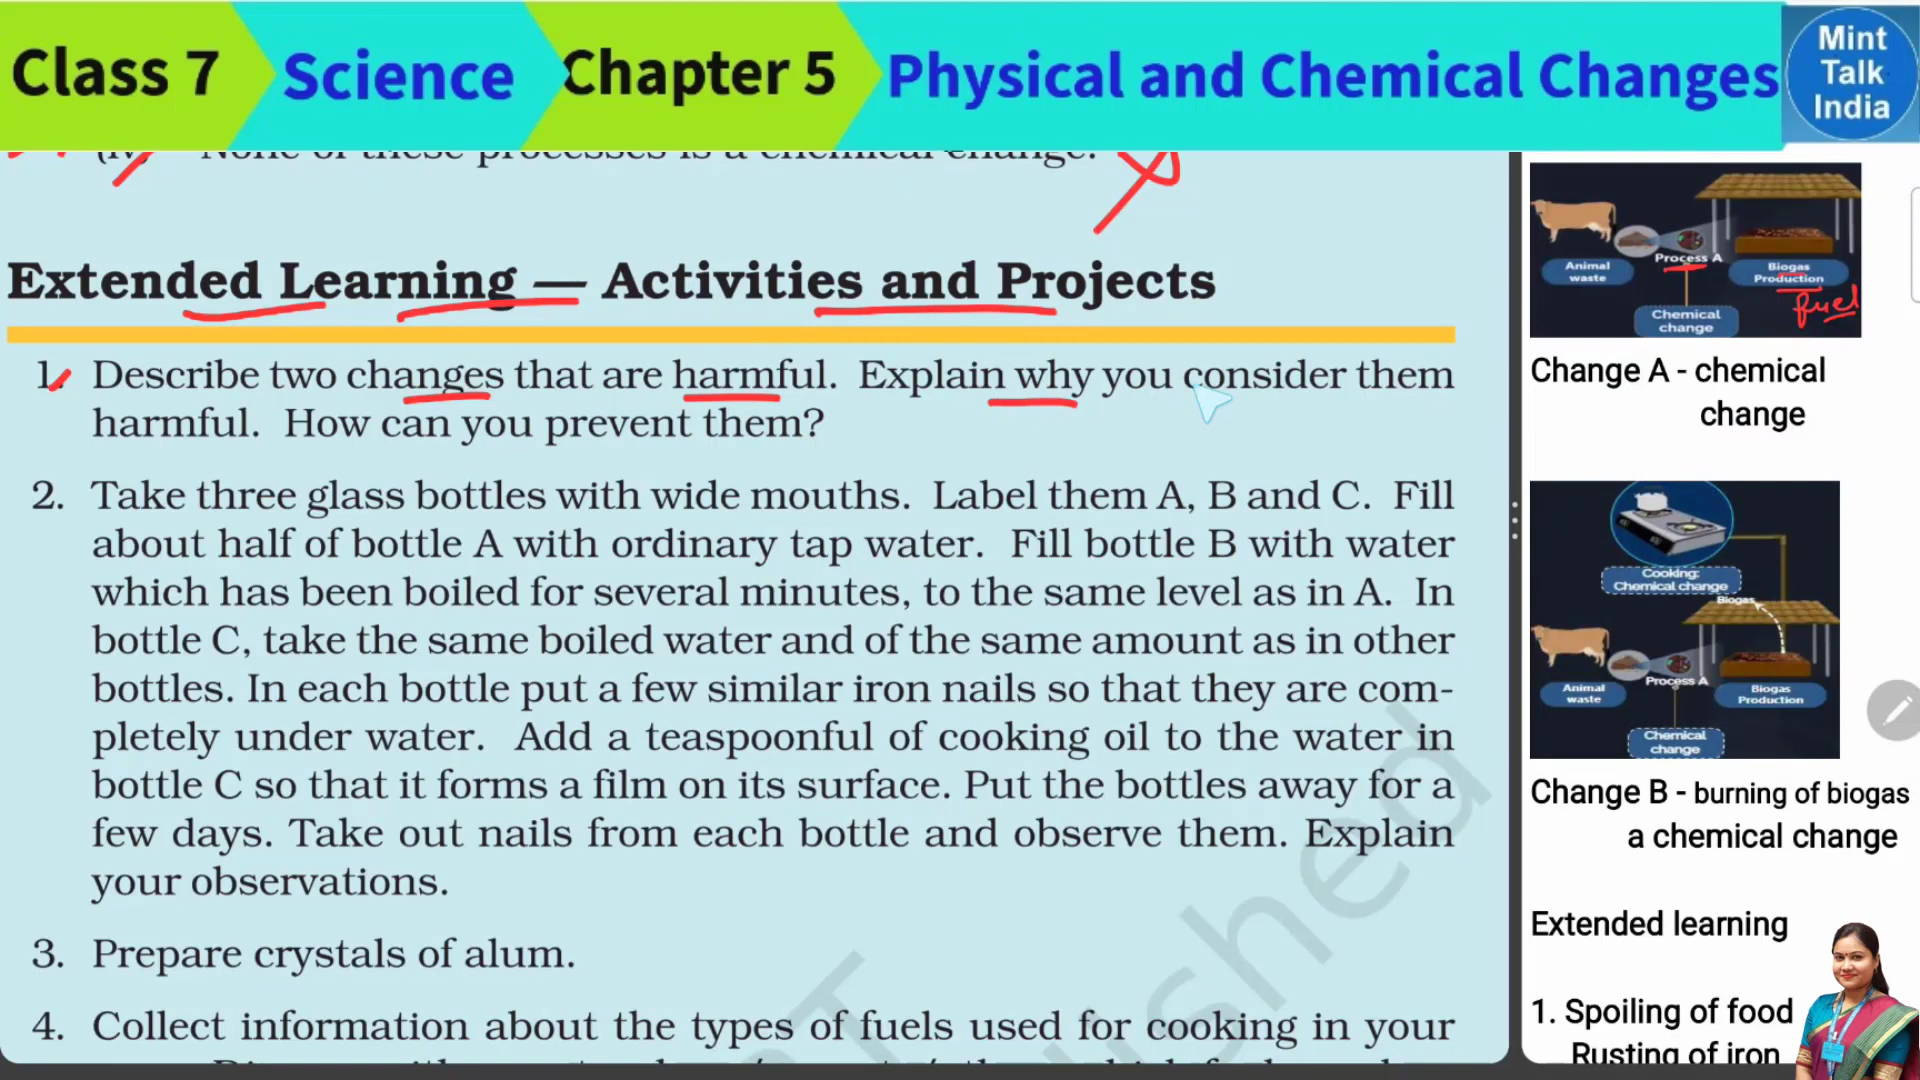 Class 7
Science
Chapter 5
Physical and Chemical Changes
Mint
Talk
India
(iv) None of these processes is a chemical change.
Extended Learning — Activities and Projects
1. Describe two changes that are harmful. Explain why you consider them
harmful. How can you prevent them?
2. Take three glass bottles with wide mouths. Label them A, B and C. Fill
about half of bottle A with ordinary tap water. Fill bottle B with water
which has been boiled for several minutes, to the same level as in A. In
bottle C, take the same boiled water and of the same amount as in other
bottles. In each bottle put a few similar iron nails so that they are com-
pletely under water. Add a teaspoonful of cooking oil to the water in
bottle C so that it forms a film on its surface. Put the bottles away for a
few days. Take out nails from each bottle and observe them. Explain
your observations.
3. Prepare crystals of alum.
4. Collect information about the types of fuels used for cooking in your
Animal
waste
Process A
Biogas
Production
fuel
Chemical
change
Change A - chemical
change
Cooking:
Chemical change
Biogas
Animal
waste
Process A
Biogas
Production
Chemical
change
Change B - burning of biogas
a chemical change
Extended learning
1. Spoiling of food
Rusting of iron